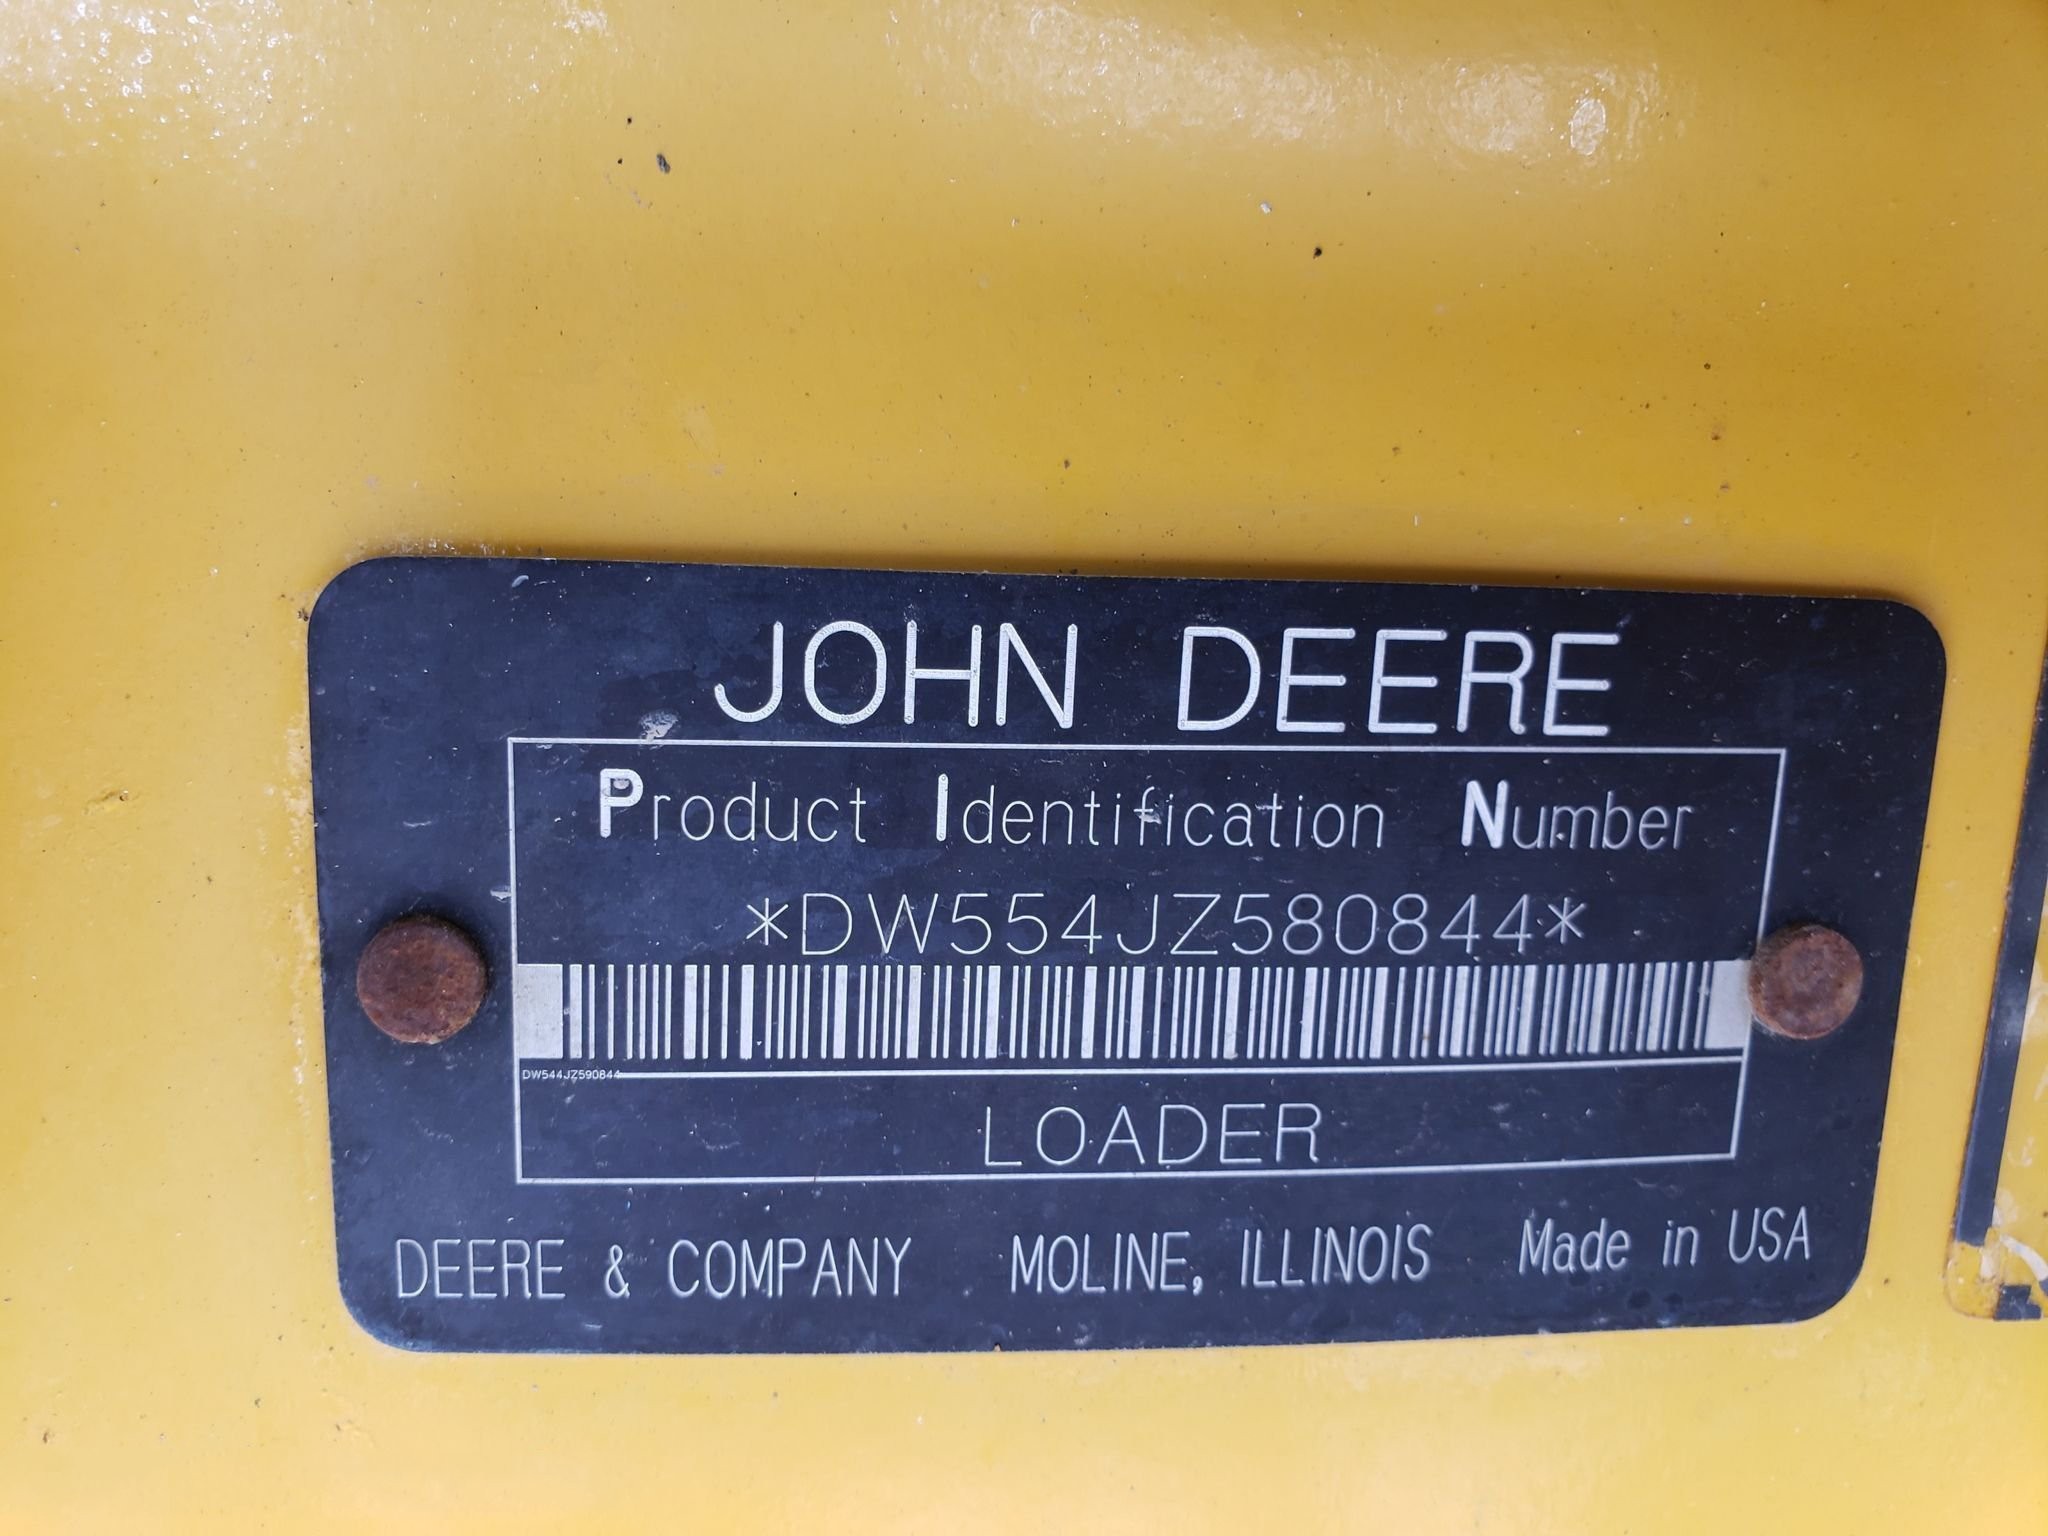 JOHN DEERE
Product Identification Number
*DW554JZ580844*
DW544JZ590844
LOADER
DEERE & COMPANY MOLINE, ILLINOIS Made in USA